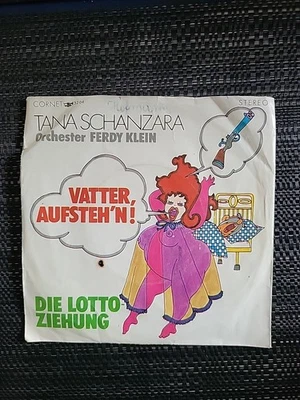 CORNET
STEREO
TANA SCHANZARA
Orchester FERDY KLEIN
VATTER,
AUFSTEH'N!
DIE LOTTO-
ZIEHUNG